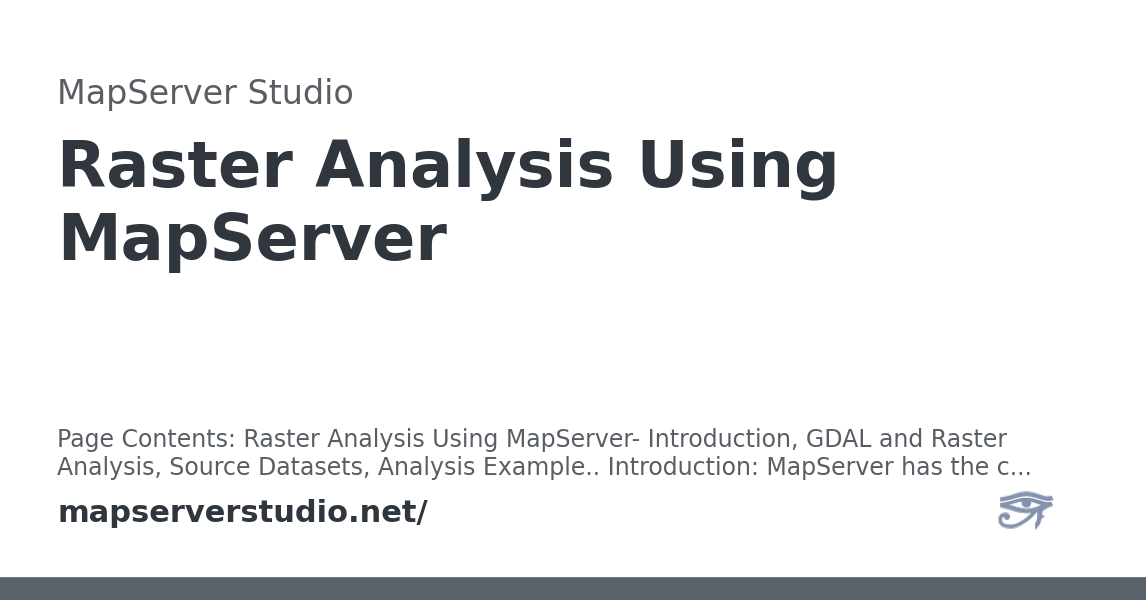 MapServer Studio
Raster Analysis Using
MapServer
Page Contents: Raster Analysis Using MapServer- Introduction, GDAL and Raster
Analysis, Source Datasets, Analysis Example.. Introduction: MapServer has the c...
mapserverstudio.net/